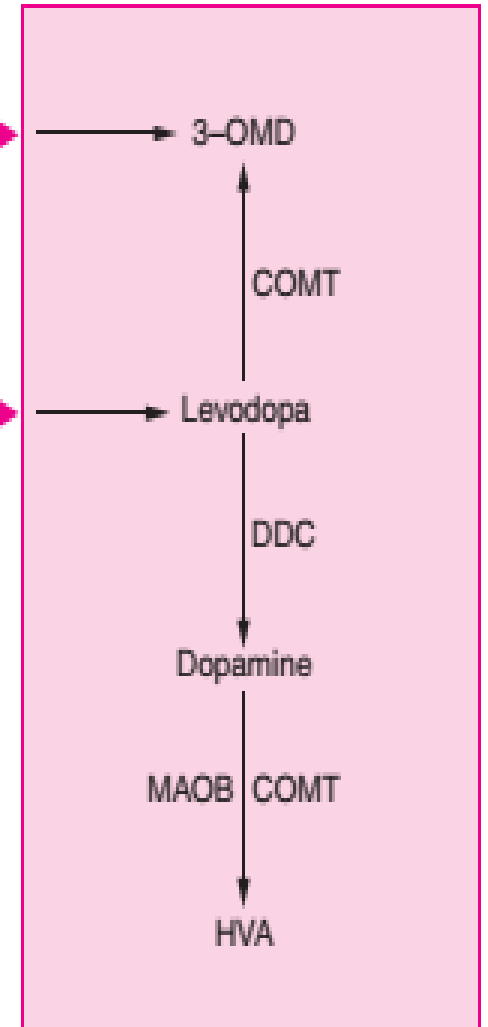 3–OMD
COMT
Levodopa
DDC
Dopamine
MAOB COMT
HVA